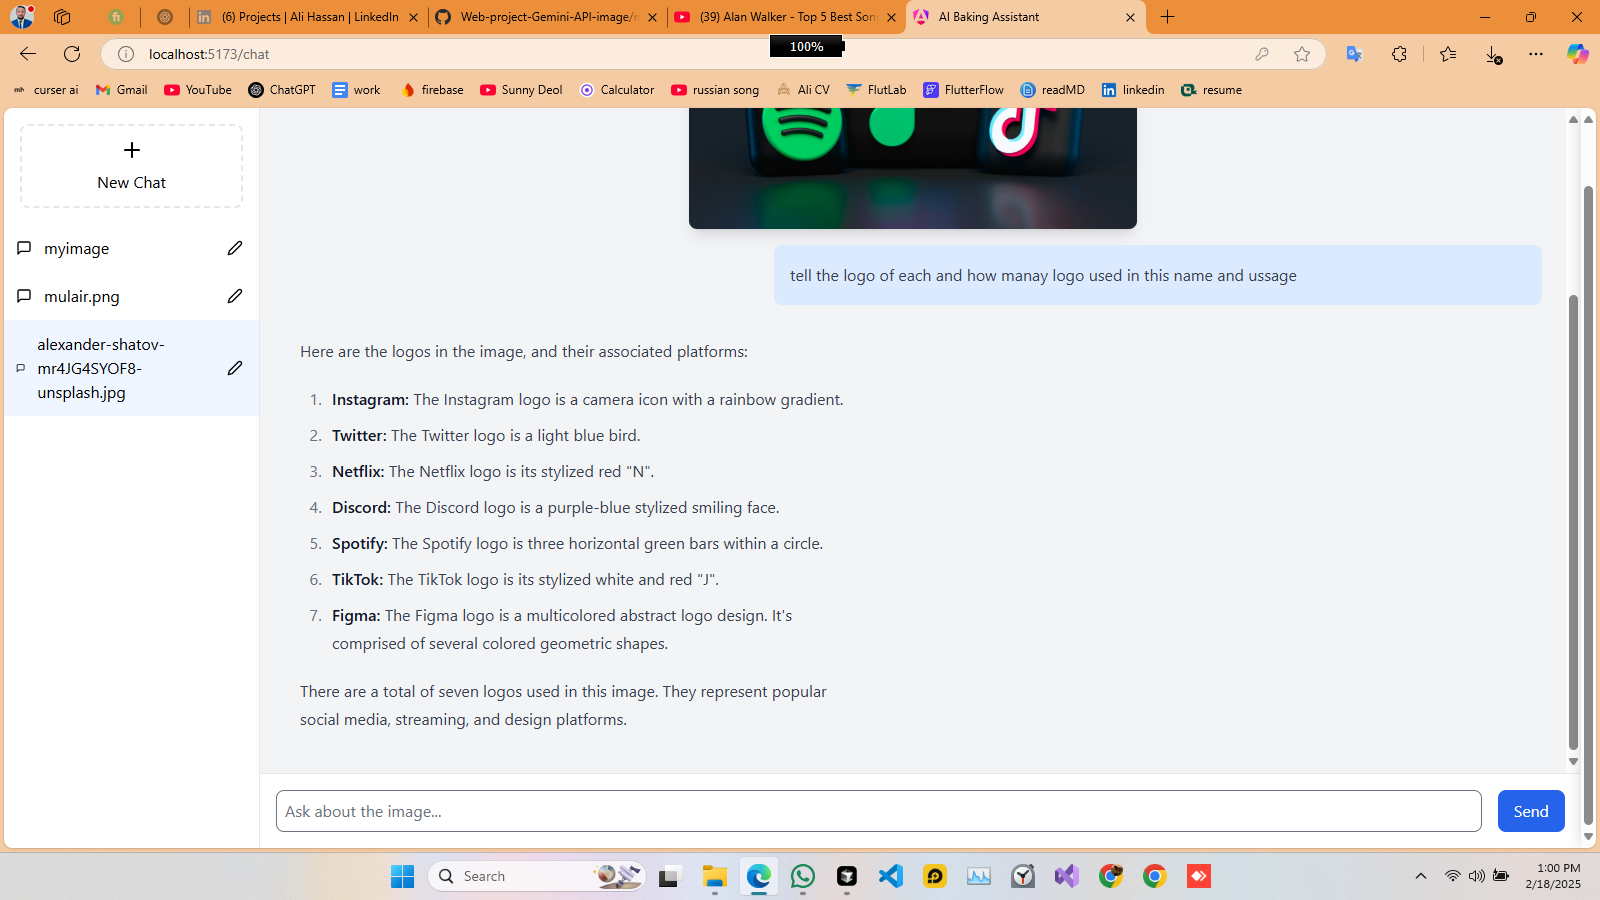 (6) Projects | Ali Hassan | LinkedIn
Web-project-Gemini-API-image/
(39) Alan Walker - Top 5 Best Son
AI Baking Assistant
100%
localhost:5173/chat
curser ai
Gmail
YouTube
ChatGPT
work
firebase
Sunny Deol
Calculator
russian song
Ali CV
FlutLab
FlutterFlow
readMD
linkedin
resume
New Chat
myimage
mulair.png
alexander-shatov-
mr4JG4SYOF8-
unsplash.jpg
tell the logo of each and how manay logo used in this name and ussage
Here are the logos in the image, and their associated platforms:
1. Instagram: The Instagram logo is a camera icon with a rainbow gradient.
2. Twitter: The Twitter logo is a light blue bird.
3. Netflix: The Netflix logo is its stylized red "N".
4. Discord: The Discord logo is a purple-blue stylized smiling face.
5. Spotify: The Spotify logo is three horizontal green bars within a circle.
6. TikTok: The TikTok logo is its stylized white and red "J".
7. Figma: The Figma logo is a multicolored abstract logo design. It's
comprised of several colored geometric shapes.
There are a total of seven logos used in this image. They represent popular
social media, streaming, and design platforms.
Ask about the image...
Send
Search
1:00 PM
2/18/2025